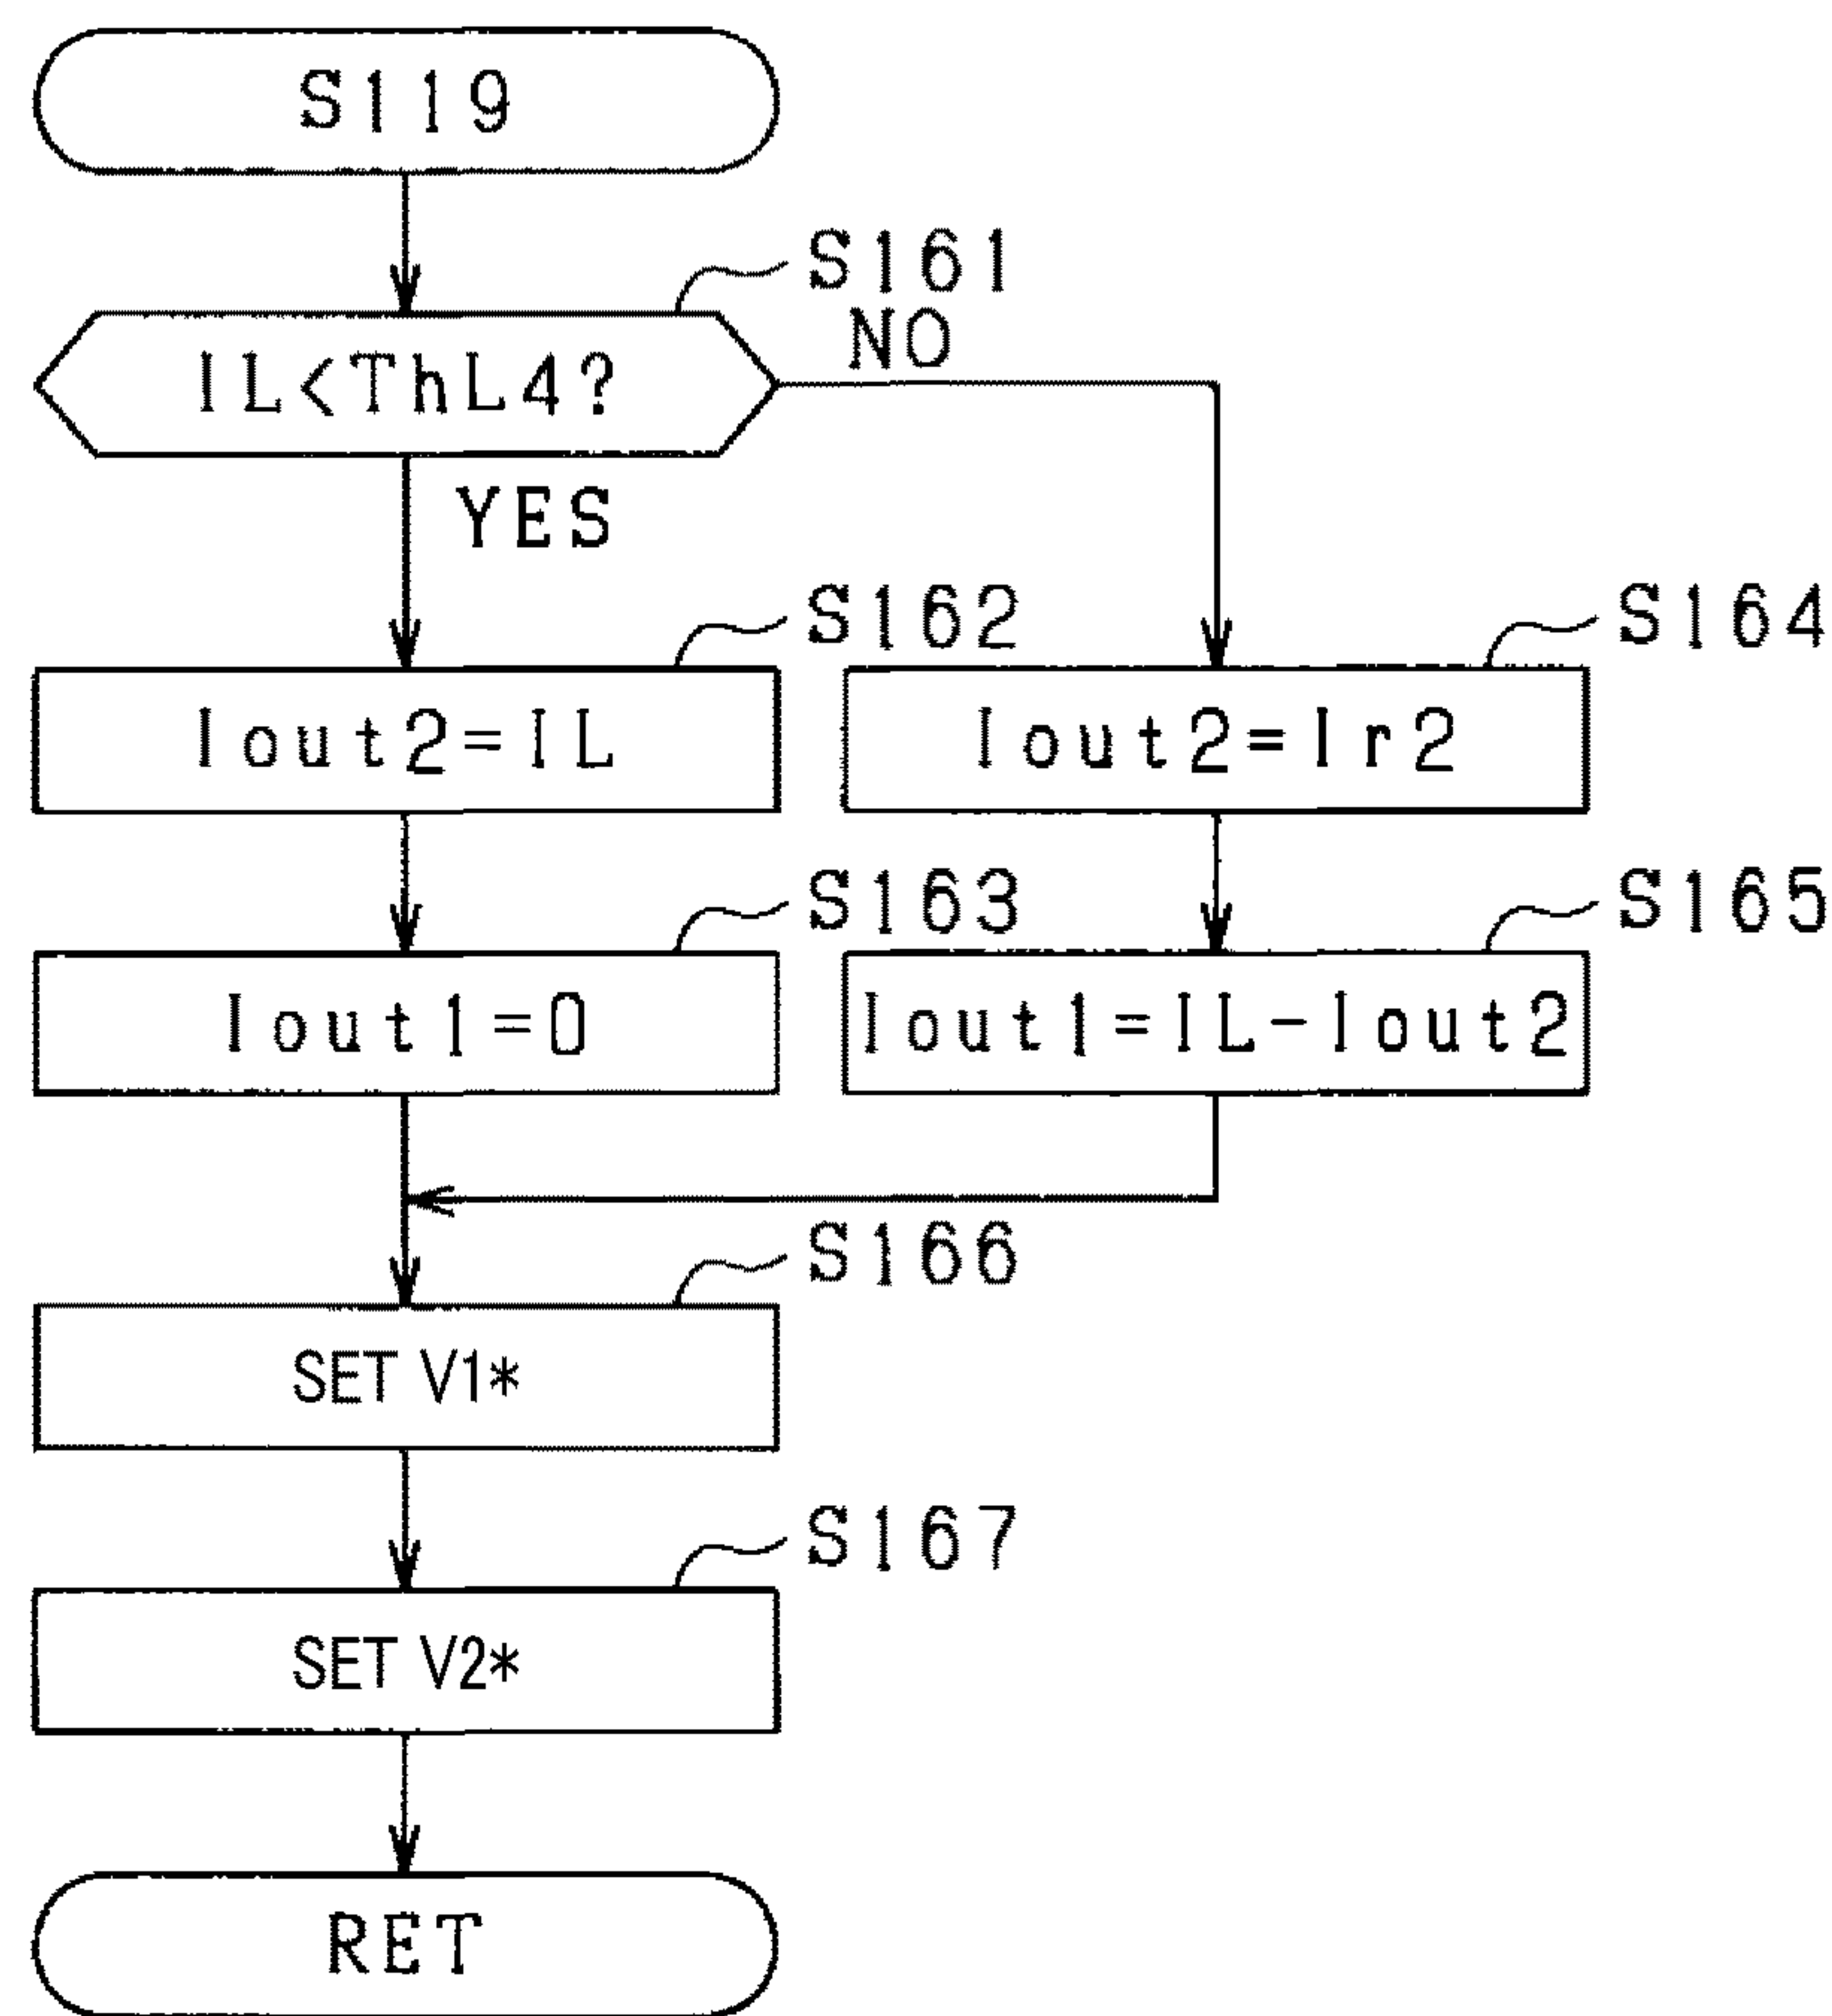 S119
S161
IL<ThL4?
NO
YES
S162
S164
Iout2=IL
Iout2=Ir2
S163
S165
Iout1=0
Iout1=IL-Iout2
S166
SET V1*
S167
SET V2*
RET